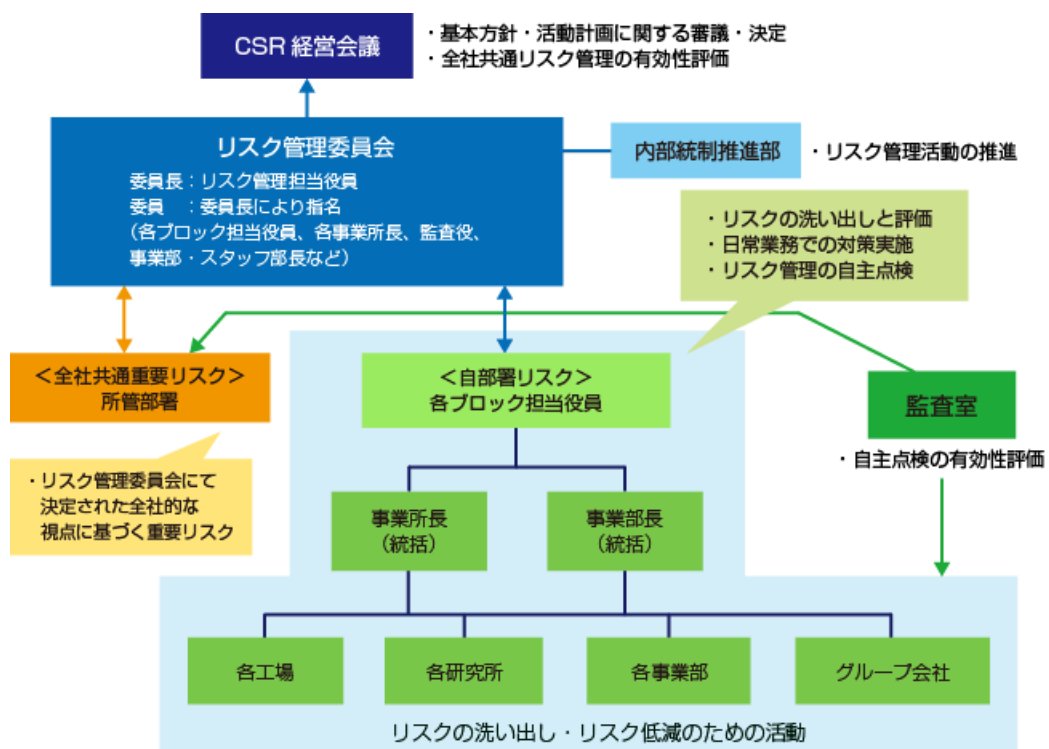 CSR 経営会議
・基本方針・活動計画に関する審議・決定
・全社共通リスク管理の有効性評価
リスク管理委員会
委員長：リスク管理担当役員
委員　：委員長により指名
（各ブロック担当役員、各事業所長、監査役、
事業部・スタッフ部長など）
内部統制推進部
・リスク管理活動の推進
・リスクの洗い出しと評価
・日常業務での対策実施
・リスク管理の自主点検
＜全社共通重要リスク＞
所管部署
＜自部署リスク＞
各ブロック担当役員
監査室
・自主点検の有効性評価
・リスク管理委員会にて
決定された全社的な
視点に基づく重要リスク
事業所長
（統括）
事業部長
（統括）
各工場
各研究所
各事業部
グループ会社
リスクの洗い出し・リスク低減のための活動